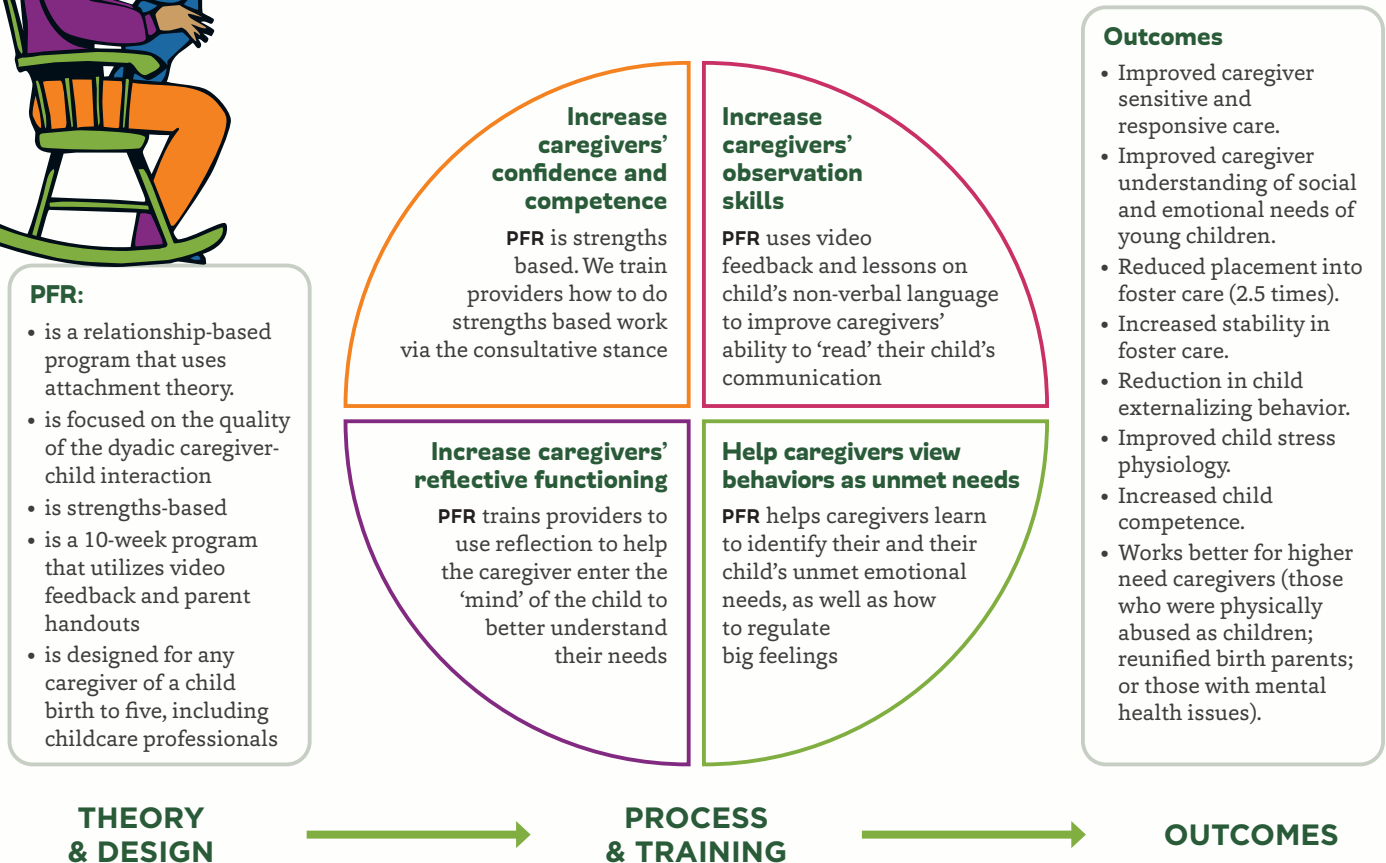 PFR:
• is a relationship-based
program that uses
attachment theory.
• is focused on the quality
of the dyadic caregiver-
child interaction
• is strengths-based
• is a 10-week program
that utilizes video
feedback and parent
handouts
• is designed for any
caregiver of a child
birth to five, including
childcare professionals
Increase
caregivers’
confidence and
competence
PFR is strengths
based. We train
providers how to do
strengths based work
via the consultative stance
Increase
caregivers’
observation
skills
PFR uses video
feedback and lessons on
child’s non-verbal language
to improve caregivers’
ability to ‘read’ their child’s
communication
Increase caregivers’
reflective functioning
PFR trains providers to
use reflection to help
the caregiver enter the
‘mind’ of the child to
better understand
their needs
Help caregivers view
behaviors as unmet needs
PFR helps caregivers learn
to identify their and their
child’s unmet emotional
needs, as well as how
to regulate
big feelings
Outcomes
• Improved caregiver
sensitive and
responsive care.
• Improved caregiver
understanding of social
and emotional needs of
young children.
• Reduced placement into
foster care (2.5 times).
• Increased stability in
foster care.
• Reduction in child
externalizing behavior.
• Improved child stress
physiology.
• Increased child
competence.
• Works better for higher
need caregivers (those
who were physically
abused as children;
reunified birth parents;
or those with mental
health issues).
THEORY
& DESIGN
PROCESS
& TRAINING
OUTCOMES